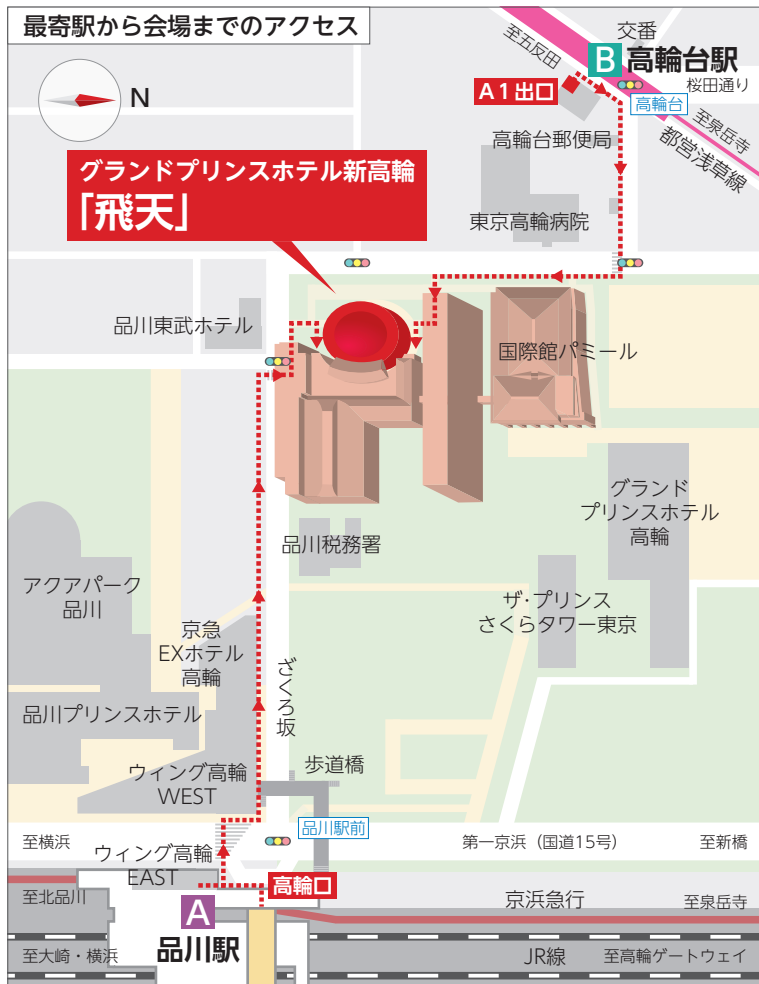 最寄駅から会場までのアクセス
N
交番
至五反田
B 高輪台駅
A1出口
桜田通り
高輪台
至泉岳寺
都営浅草線
高輪台郵便局
グランドプリンスホテル新高輪
「飛天」
東京高輪病院
品川東武ホテル
国際館パミール
グランド
プリンスホテル
高輪
品川税務署
アクアパーク
品川
ザ・プリンス
さくらタワー東京
京急
EXホテル
高輪
ざくろ坂
品川プリンスホテル
ウィング高輪
WEST
歩道橋
品川駅前
至横浜
第一京浜（国道15号）
至新橋
ウィング高輪
EAST
高輪口
至北品川
京浜急行
至泉岳寺
A
品川駅
至大崎・横浜
JR線
至高輪ゲートウェイ